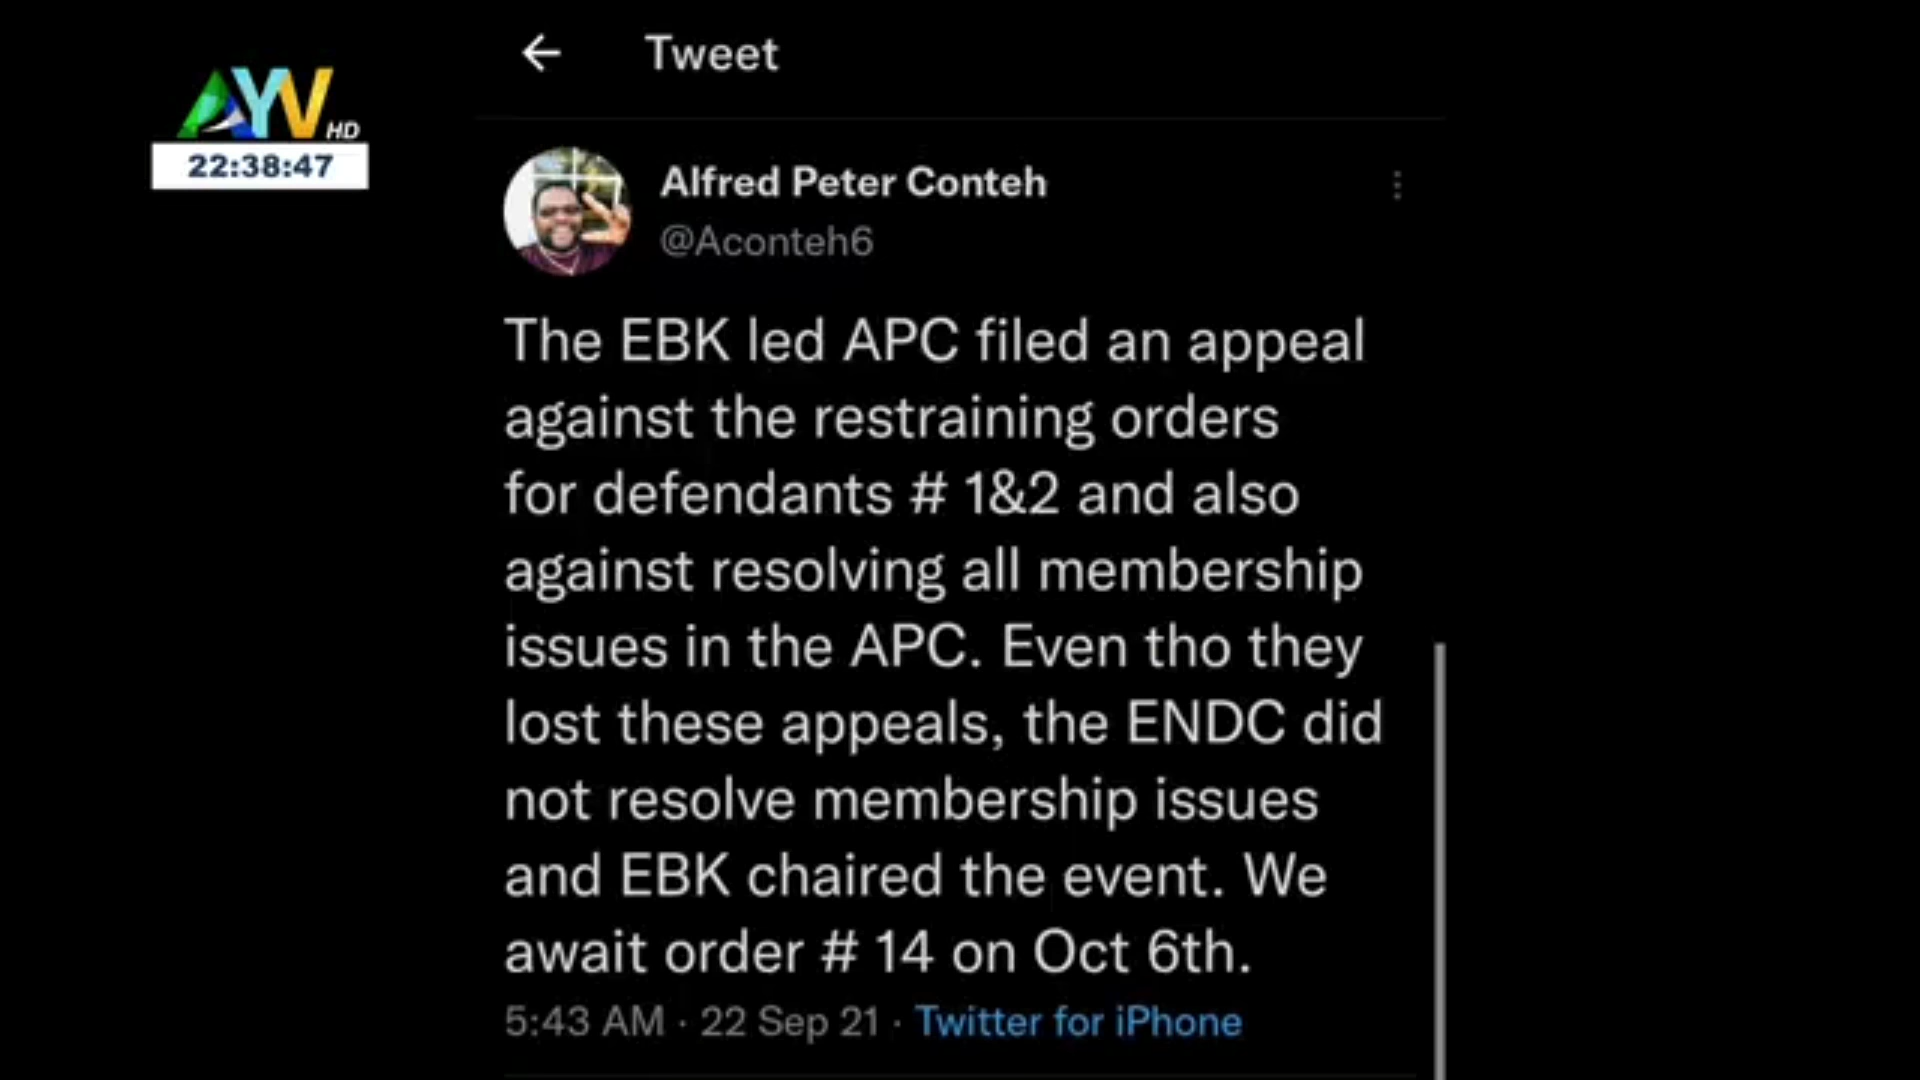 Tweet
AYV HD
22:38:47
Alfred Peter Conteh
@Aconteh6
The EBK led APC filed an appeal
against the restraining orders
for defendants # 1&2 and also
against resolving all membership
issues in the APC. Even tho they
lost these appeals, the ENDC did
not resolve membership issues
and EBK chaired the event. We
await order # 14 on Oct 6th.
5:43 AM · 22 Sep 21 · Twitter for iPhone